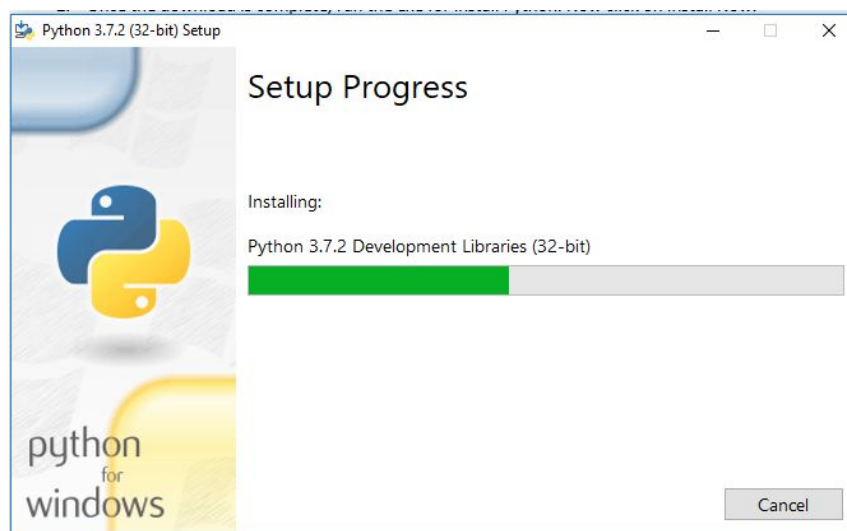 Python 3.7.2 (32-bit) Setup
Setup Progress
Installing:
Python 3.7.2 Development Libraries (32-bit)
python
for
windows
Cancel